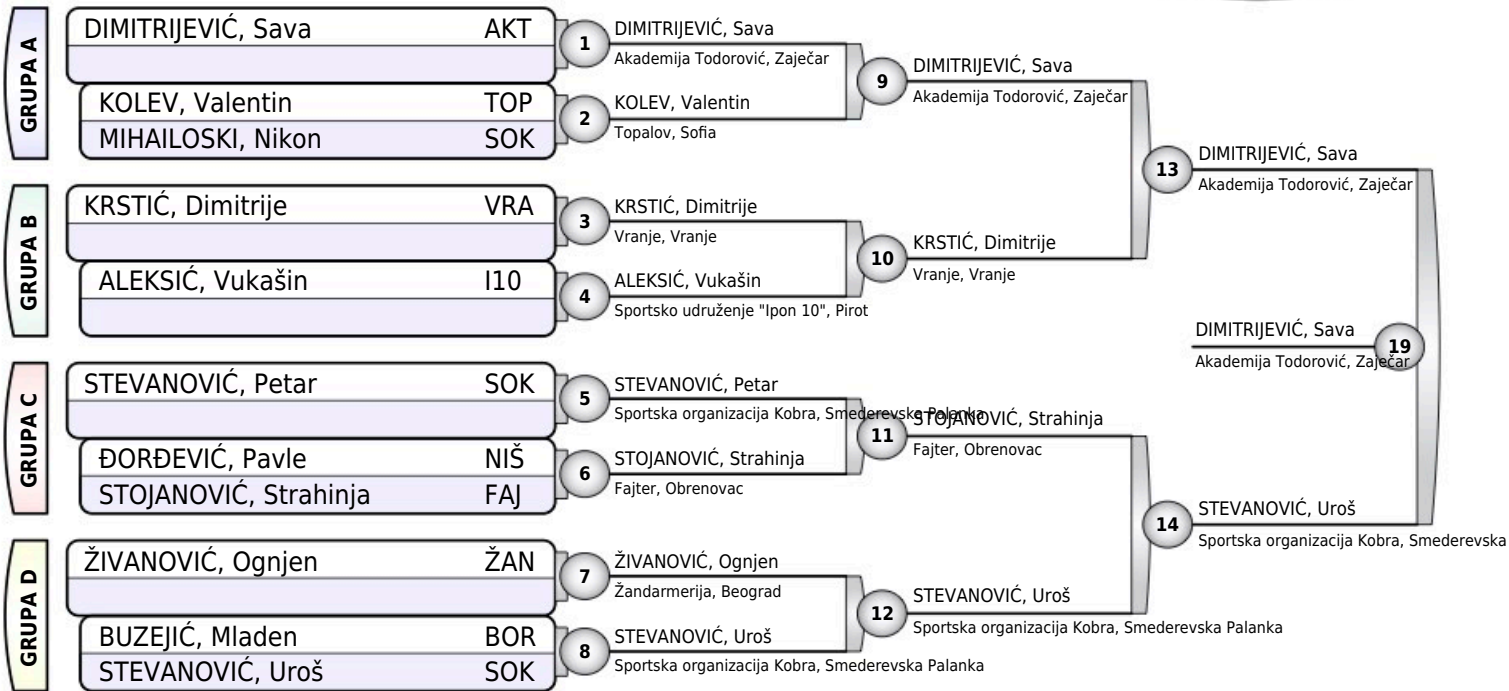 GRUPA A
DIMITRIJEVIĆ, Sava AKT
KOLEV, Valentin TOP
MIHAILOSKI, Nikon SOK
GRUPA B
KRSTIĆ, Dimitrije VRA
ALEKSIĆ, Vukašin I10
GRUPA C
STEVANOVIĆ, Petar SOK
ĐORĐEVIĆ, Pavle NIŠ
STOJANOVIĆ, Strahinja FAJ
GRUPA D
ŽIVANOVIĆ, Ognjen ŽAN
BUZEJIĆ, Mladen BOR
STEVANOVIĆ, Uroš SOK
1
DIMITRIJEVIĆ, Sava
Akademija Todorović, Zaječar
2
KOLEV, Valentin
Topalov, Sofia
3
KRSTIĆ, Dimitrije
Vranje, Vranje
4
ALEKSIĆ, Vukašin
Sportsko udruženje "Ipon 10", Pirot
5
STEVANOVIĆ, Petar
Sportska organizacija Kobra, Smederevska Palanka
6
STOJANOVIĆ, Strahinja
Fajter, Obrenovac
7
ŽIVANOVIĆ, Ognjen
Žandarmerija, Beograd
8
STEVANOVIĆ, Uroš
Sportska organizacija Kobra, Smederevska Palanka
9
DIMITRIJEVIĆ, Sava
Akademija Todorović, Zaječar
10
KRSTIĆ, Dimitrije
Vranje, Vranje
11
STOJANOVIĆ, Strahinja
Fajter, Obrenovac
12
STEVANOVIĆ, Uroš
Sportska organizacija Kobra, Smederevska Palanka
13
DIMITRIJEVIĆ, Sava
Akademija Todorović, Zaječar
14
STEVANOVIĆ, Uroš
Sportska organizacija Kobra, Smederevska
DIMITRIJEVIĆ, Sava
19
Akademija Todorović, Zaječar